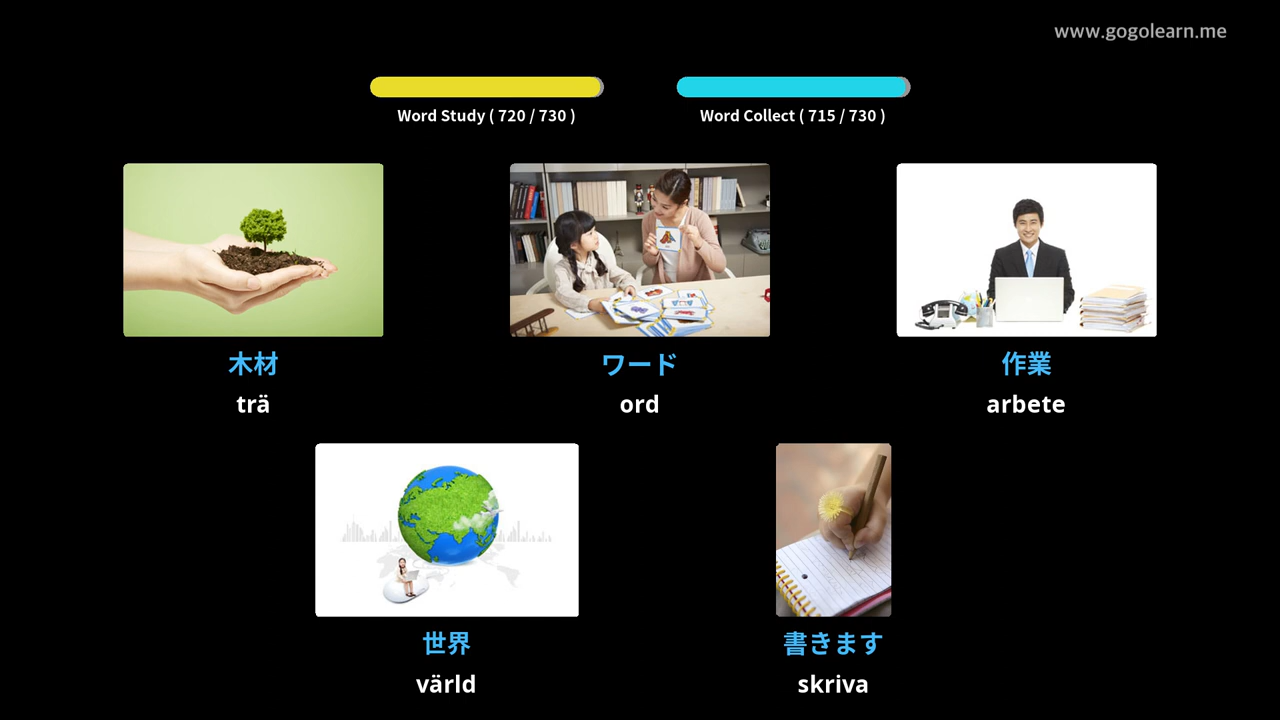 www.gogolearn.me
Word Study ( 720 / 730 )
Word Collect ( 715 / 730 )
木材
trä
ワード
ord
作業
arbete
世界
värld
書きます
skriva